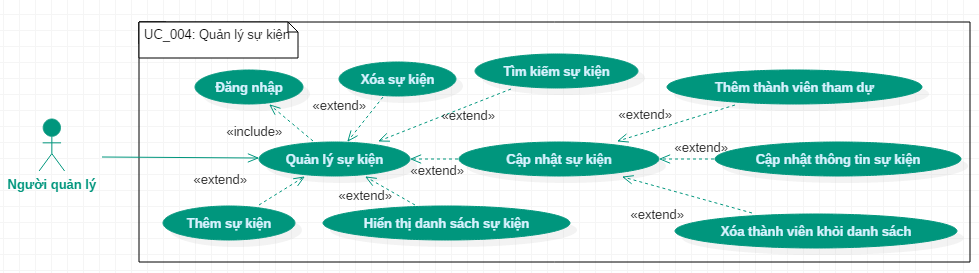 UC_004: Quản lý sự kiện
Đăng nhập
Xóa sự kiện
Tìm kiếm sự kiện
Thêm thành viên tham dự
«extend»
«extend»
«extend»
«include»
Quản lý sự kiện
Cập nhật sự kiện
«extend»
Cập nhật thông tin sự kiện
«extend»
Người quản lý
«extend»
«extend»
«extend»
Thêm sự kiện
Hiển thị danh sách sự kiện
Xóa thành viên khỏi danh sách